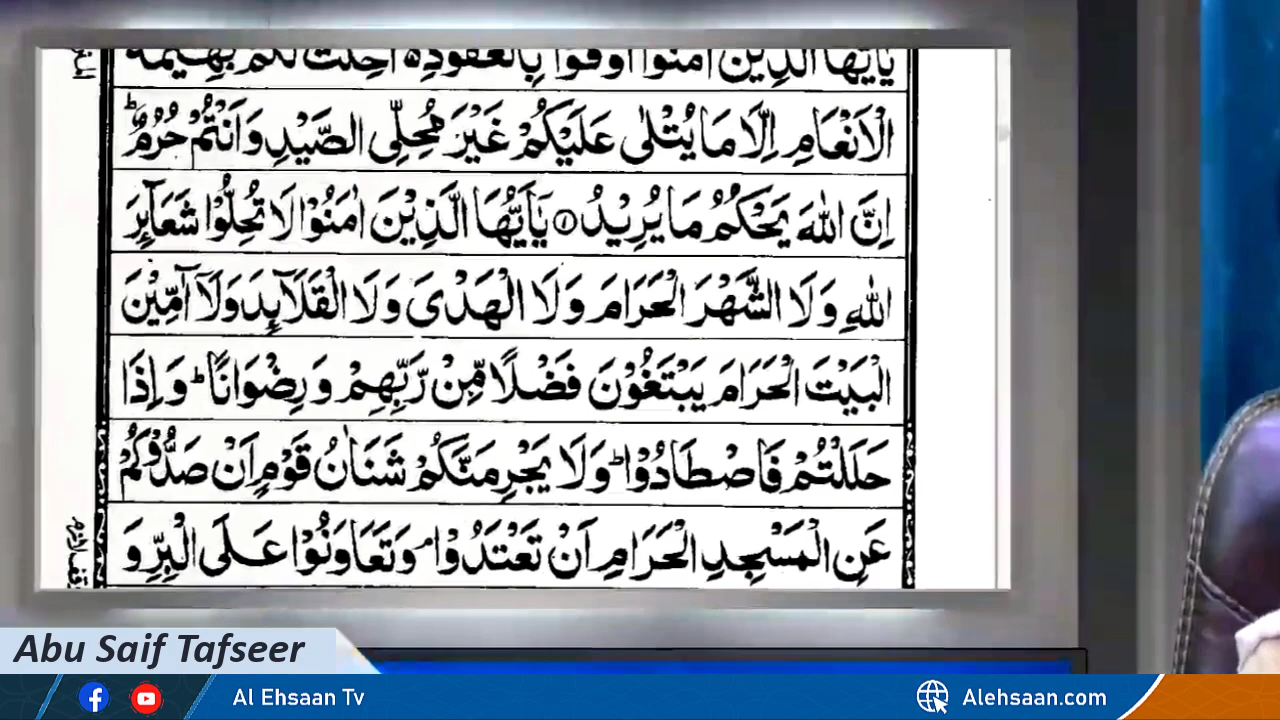 يٰۤاَيُّهَا الَّذِيْنَ اٰمَنُوْۤا اَوْفُوْا بِالْعُقُوْدِ ؕ اُحِلَّتْ لَكُمْ بَهِيْمَةُ
الْاَنْعَامِ اِلَّا مَا يُتْلٰى عَلَيْكُمْ غَيْرَ مُحِلِّى الصَّيْدِ وَاَنْتُمْ حُرُمٌ ؕ
اِنَّ اللّٰهَ يَحْكُمُ مَا يُرِيْدُ ۝۱ يٰۤاَيُّهَا الَّذِيْنَ اٰمَنُوْا لَا تُحِلُّوْا شَعَآئِرَ
اللّٰهِ وَلَا الشَّهْرَ الْحَرَامَ وَلَا الْهَدْىَ وَلَا الْقَلَآئِدَ وَلَاۤ آٰمِّيْنَ
الْبَيْتَ الْحَرَامَ يَبْتَغُوْنَ فَضْلًا مِّنْ رَّبِّهِمْ وَرِضْوَانًا ؕ وَاِذَا
حَلَلْتُمْ فَاصْطَادُوْا ؕ وَلَا يَجْرِمَنَّكُمْ شَنَاٰنُ قَوْمٍ اَنْ صَدُّوْكُمْ
عَنِ الْمَسْجِدِ الْحَرَامِ اَنْ تَعْتَدُوْا ۘ وَتَعَاوَنُوْا عَلَى الْبِرِّ وَ
Abu Saif Tafseer
Al Ehsaan Tv
Alehsaan.com